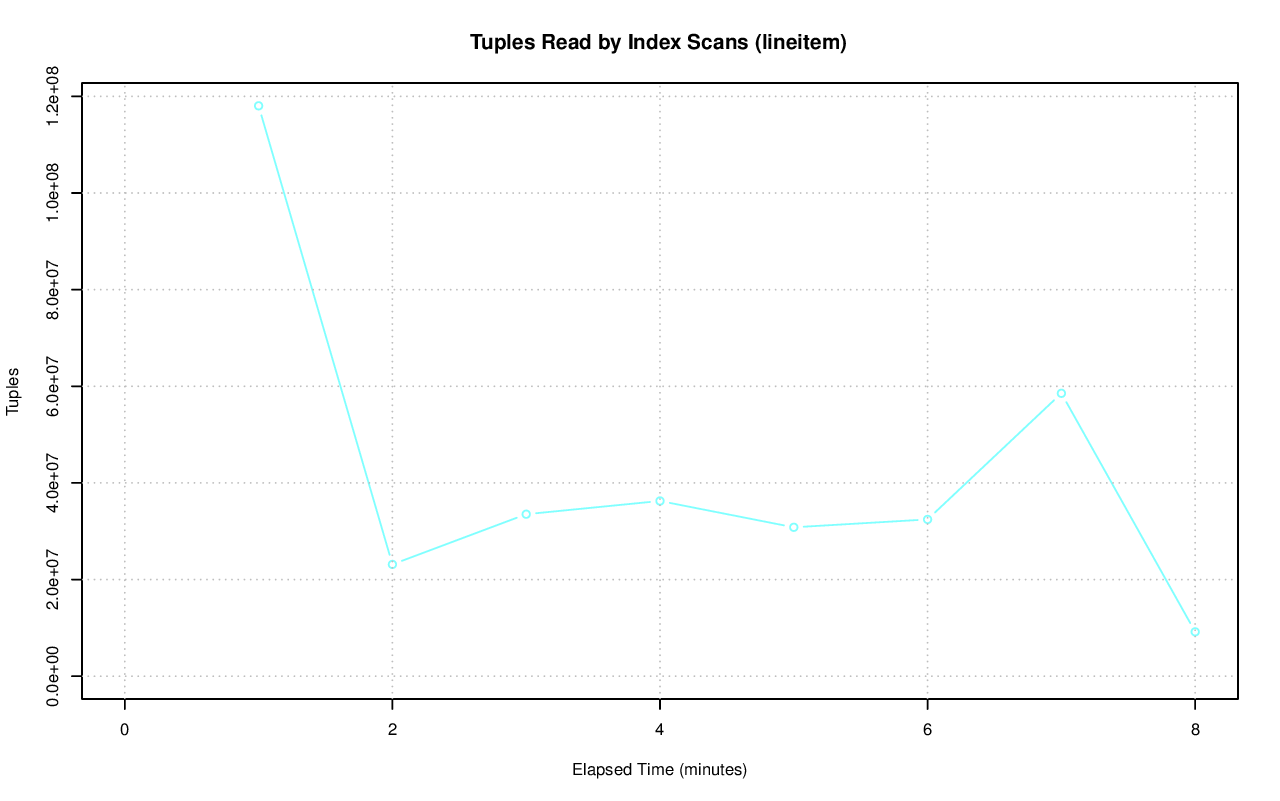 Tuples Read by Index Scans (lineitem)
1.2e+08
1.0e+08
8.0e+07
6.0e+07
4.0e+07
2.0e+07
0.0e+00
Tuples
0 2 4 6 8
Elapsed Time (minutes)